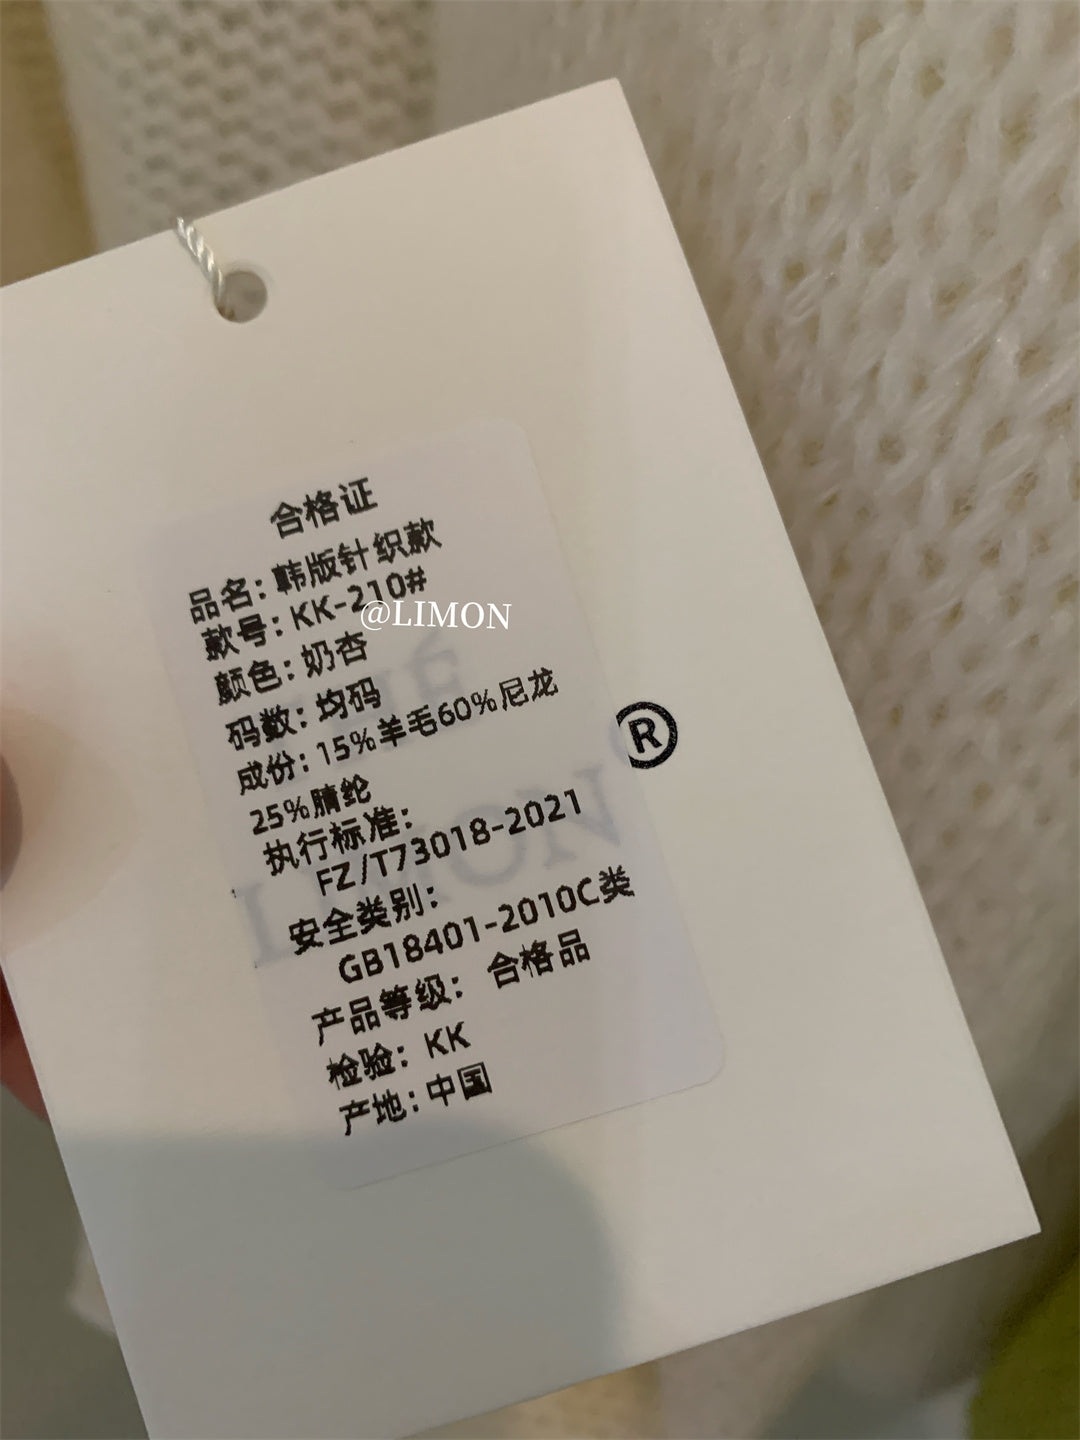 合格证
品名：韩版针织款
款号：KK-210#
@LIMON
颜色：奶杏
码数：均码
成份：15%羊毛60%尼龙
25%腈纶
执行标准：
FZ/T73018-2021
安全类别：
GB18401-2010C类
产品等级：合格品
检验：KK
产地：中国
®
LIMON